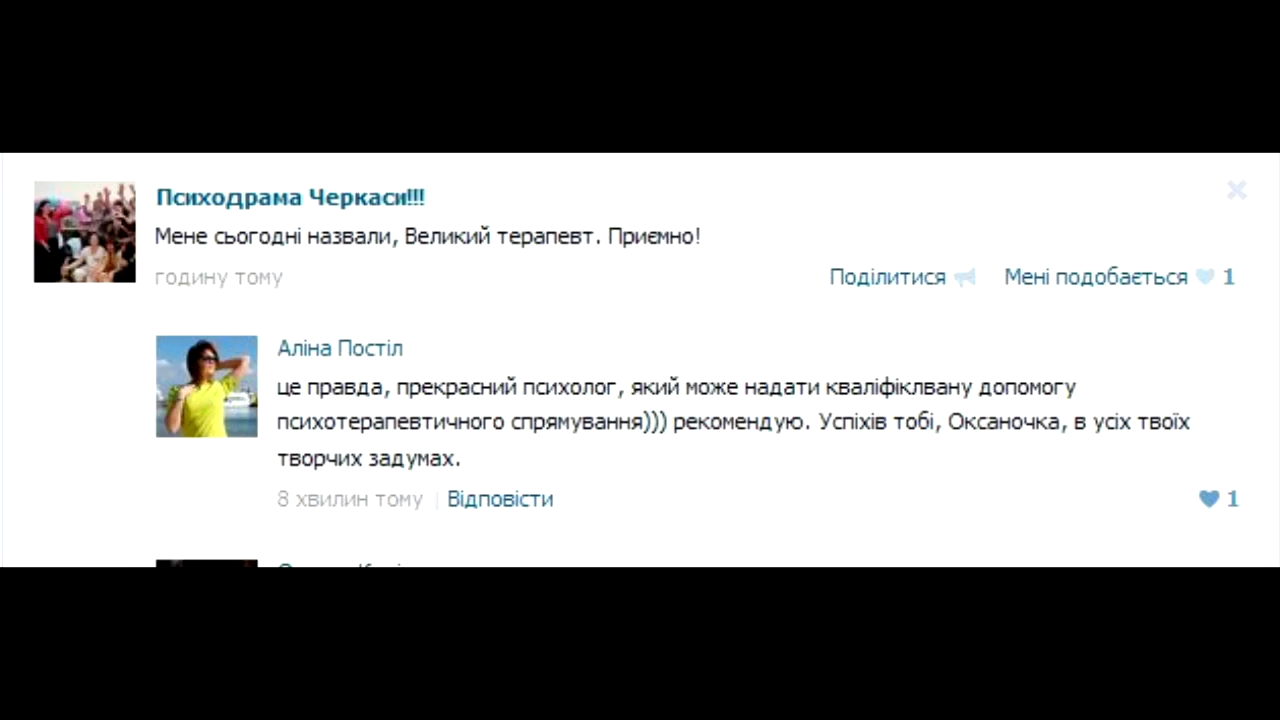 Психодрама Черкаси!!!
Мене сьогодні назвали, Великий терапевт. Приємно!
годину тому
Поділитися Мені подобається 1
Аліна Постіл
це правда, прекрасний психолог, який може надати кваліфіклвану допомогу
психотерапевтичного спрямування))) рекомендую. Успіхів тобі, Оксаночка, в усіх твоїх
творчих задумах.
8 хвилин тому | Відповісти 1